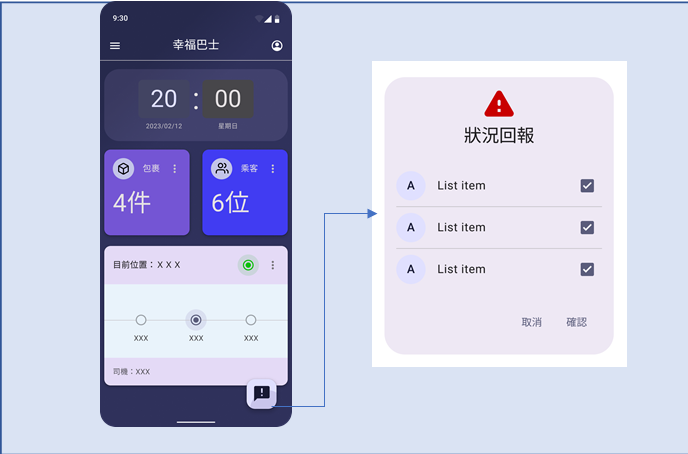 9:30
幸福巴士
20 : 00
2023/02/12 星期日
包裹
4件
乘客
6位
目前位置：ＸＸＸ
XXX XXX XXX
司機：XXX
狀況回報
A List item
A List item
A List item
取消 確認